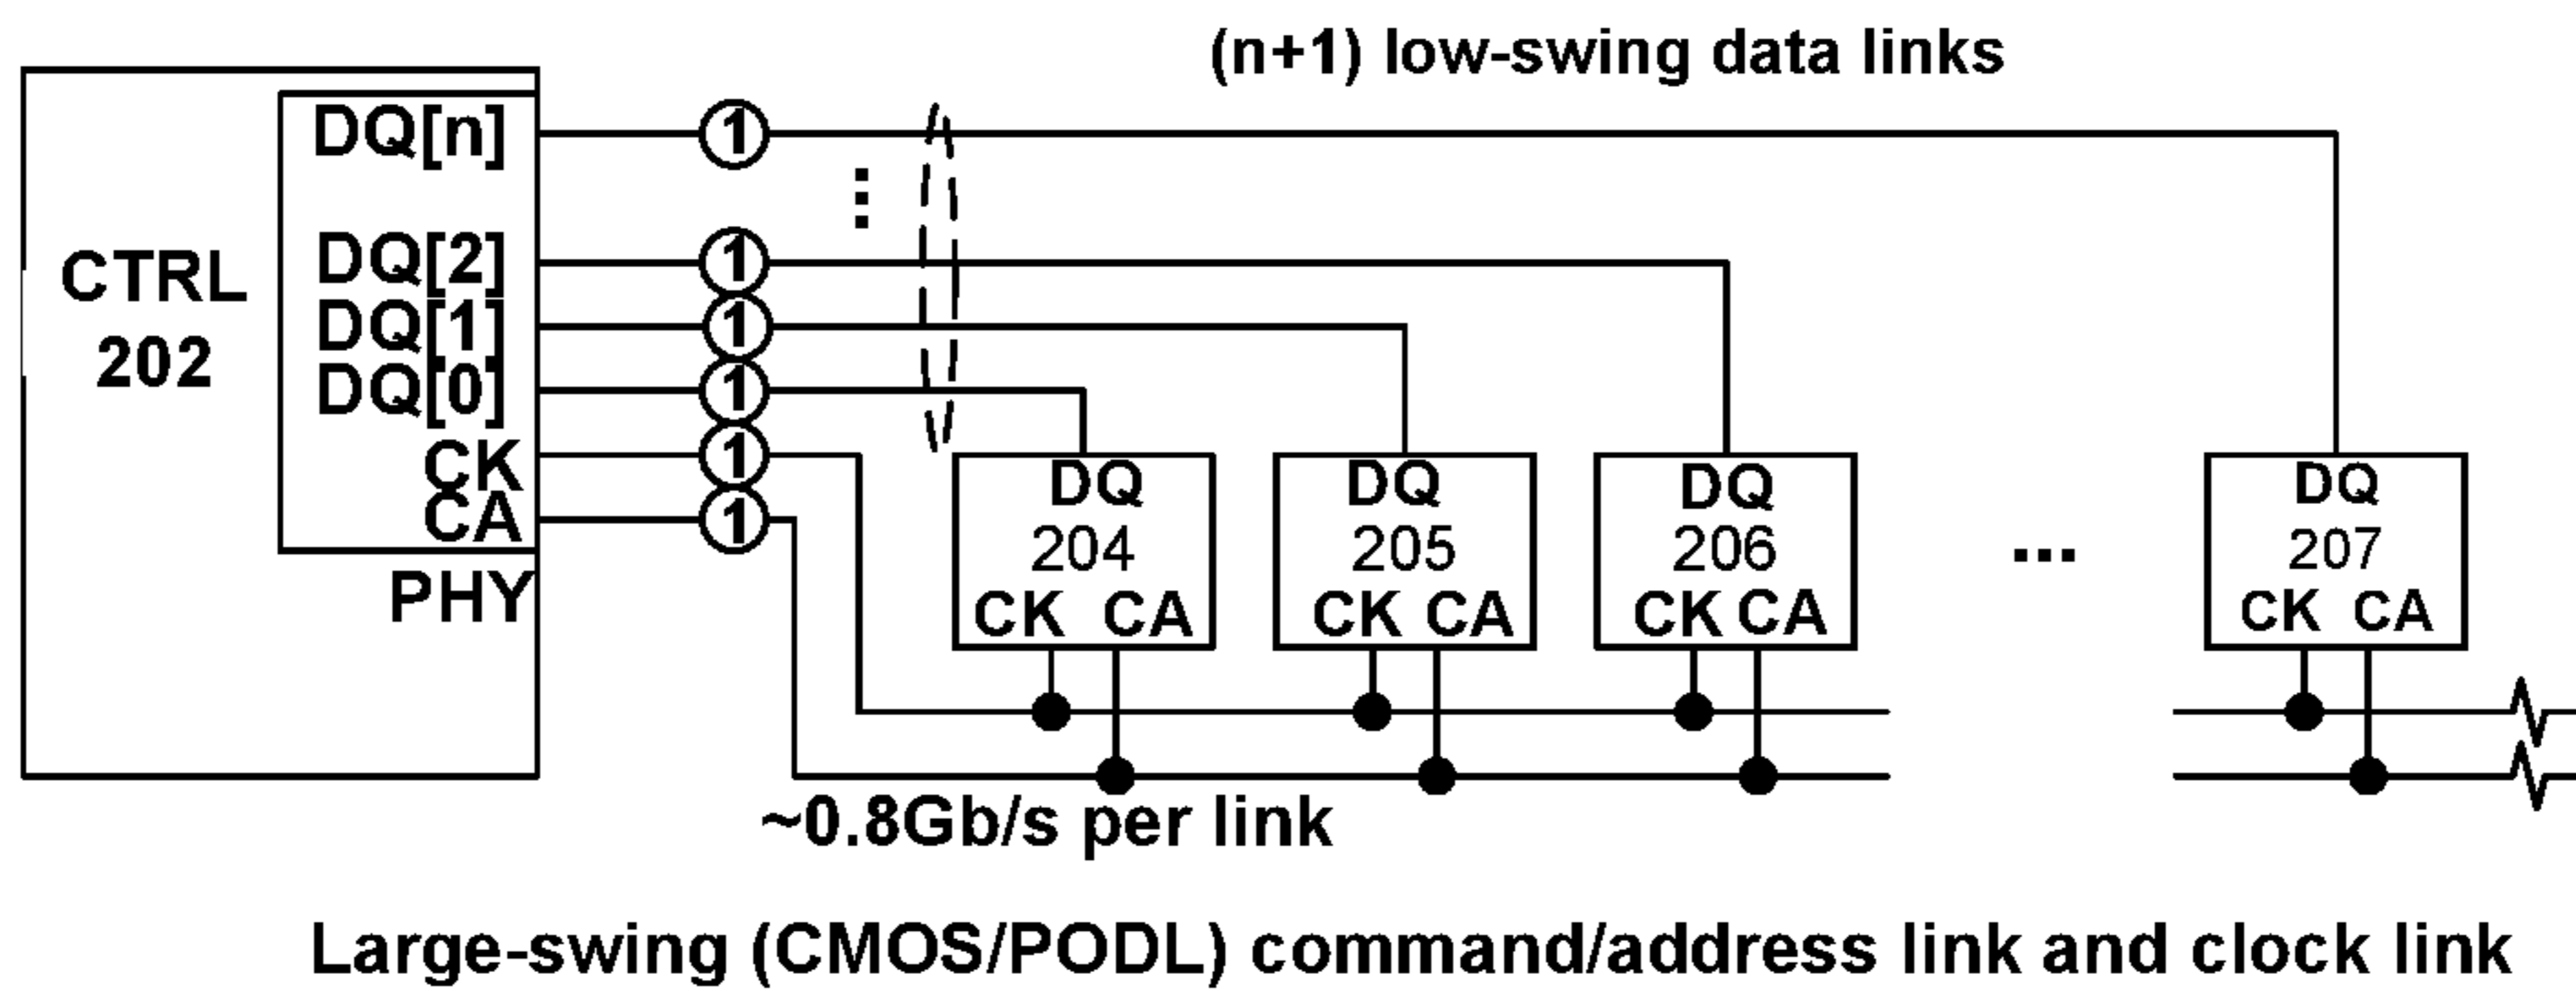 (n+1) low-swing data links
DQ[n] 1
CTRL
202
DQ[2] 1
DQ[1] 1
DQ[0] 1
CK 1
CA 1
PHY
DQ
204
CK CA
DQ
205
CK CA
DQ
206
CK CA
...
DQ
207
CK CA
~0.8Gb/s per link
Large-swing (CMOS/PODL) command/address link and clock link